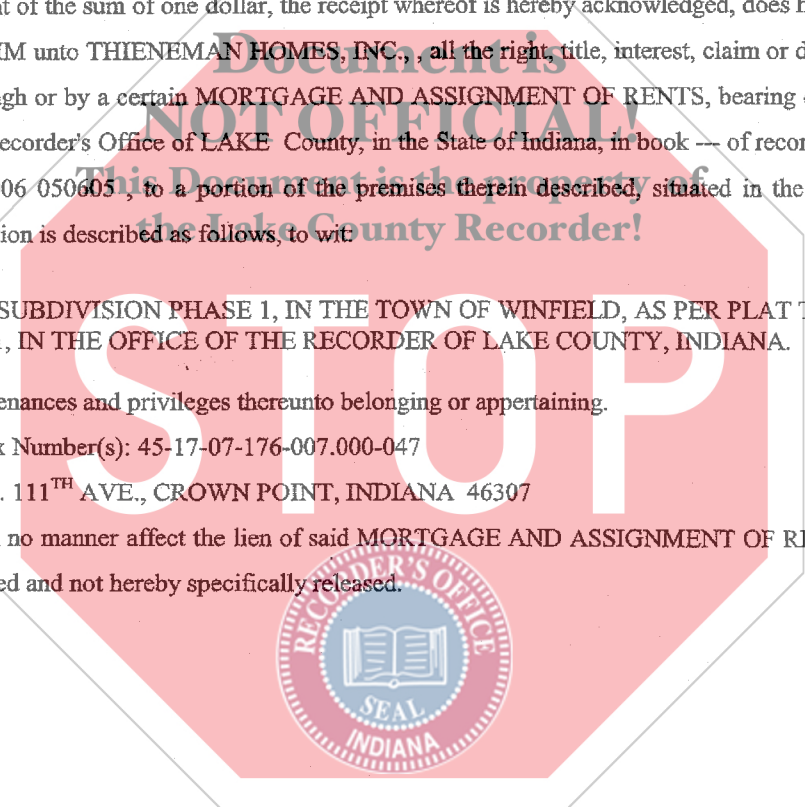 t of the sum of one dollar, the receipt whereof is hereby acknowledged, does h
IM unto THIENEMAN HOMES, INC., , all the right, title, interest, claim or d
Document is
gh or by a certain MORTGAGE AND ASSIGNMENT OF RENTS, bearing
NOT OFFICIAL!
ecorder's Office of LAKE County, in the State of Indiana, in book --- of recor
This Document is the property of
06 050605 , to a portion of the premises therein described, situated in the
the Lake County Recorder!
ion is described as follows, to wit:
SUBDIVISION PHASE 1, IN THE TOWN OF WINFIELD, AS PER PLAT T
, IN THE OFFICE OF THE RECORDER OF LAKE COUNTY, INDIANA.
STOP
enances and privileges thereunto belonging or appertaining.
x Number(s): 45-17-07-176-007.000-047
. 111TH AVE., CROWN POINT, INDIANA 46307
no manner affect the lien of said MORTGAGE AND ASSIGNMENT OF RE
ed and not hereby specifically released.
RECORDER'S OFFICE
SEAL
INDIANA